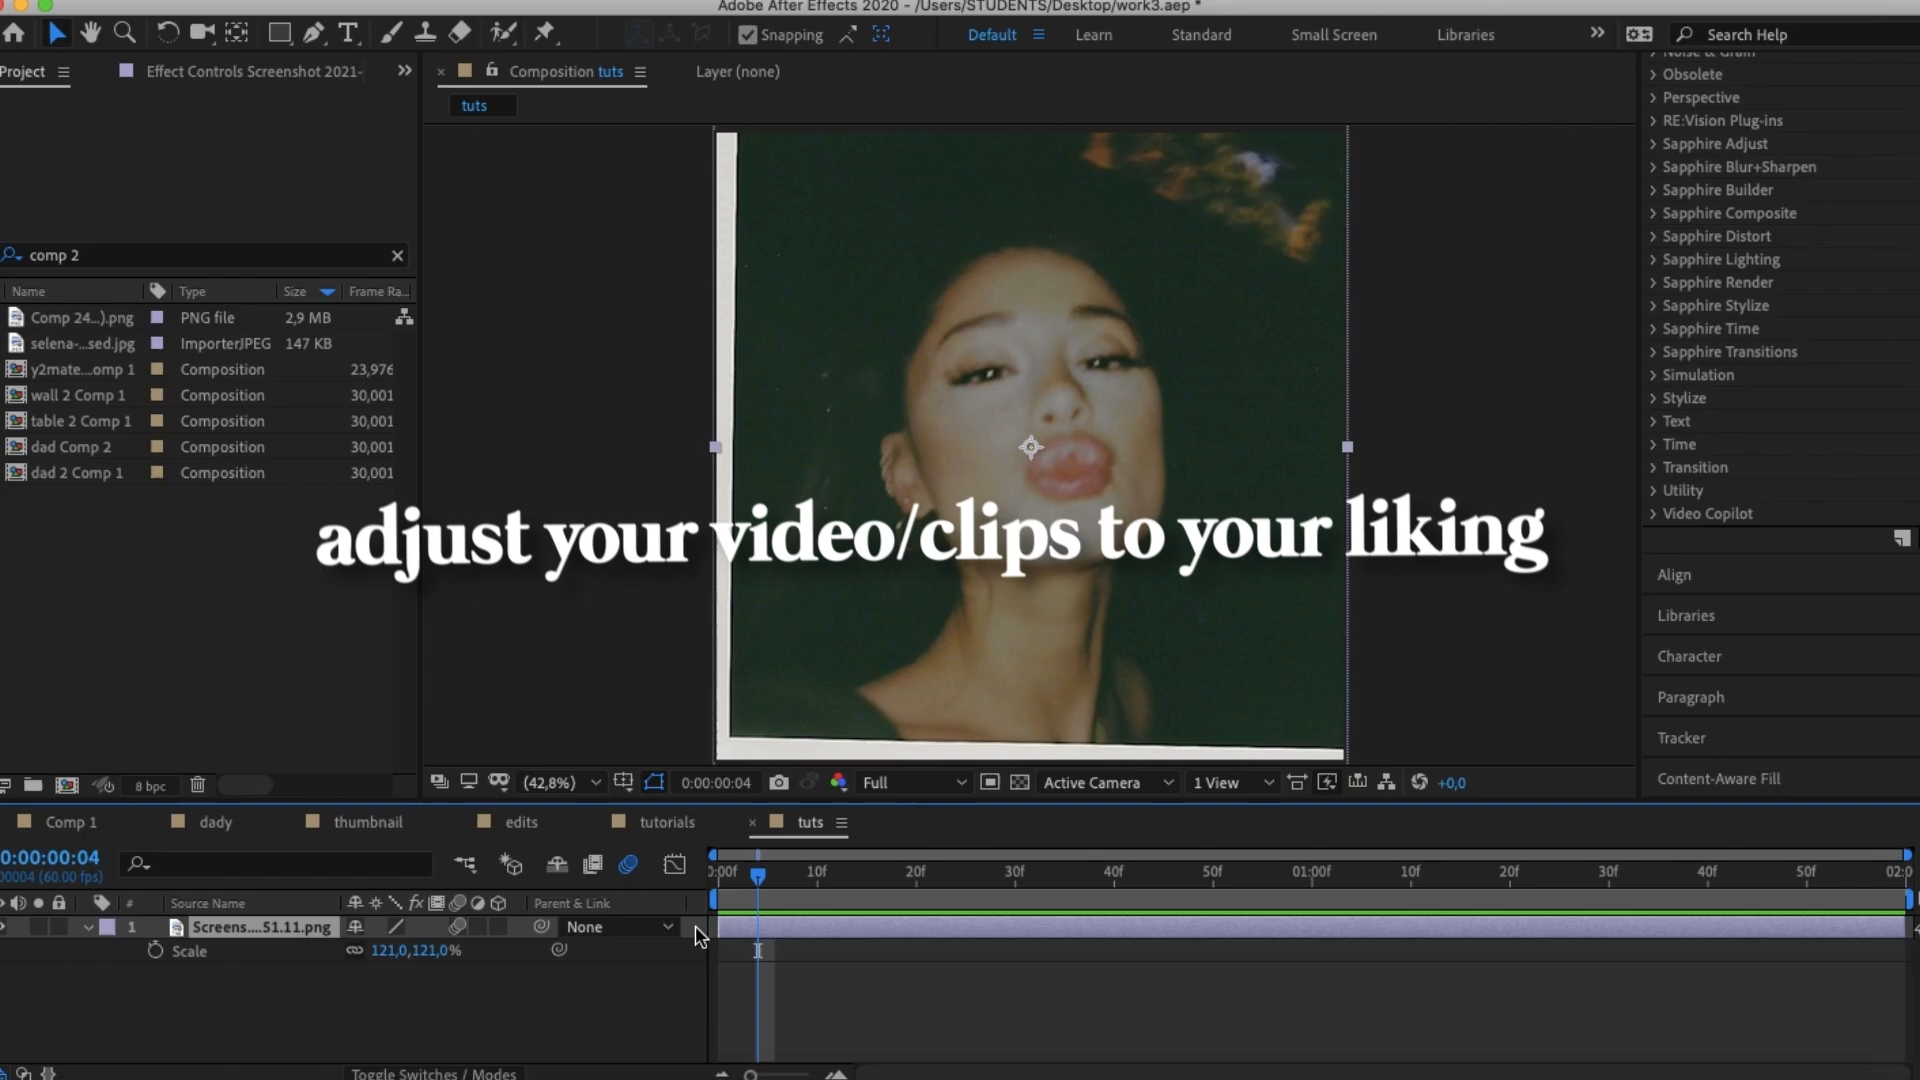 Adobe After Effects 2020 - /Users/STUDENTS/Desktop/work3.aep *
Snapping
Default
Learn
Standard
Small Screen
Libraries
Search Help
Project
Effect Controls Screenshot 2021-
Composition tuts
Layer (none)
tuts
comp 2
Name
Type
Size
Frame Ra...
Comp 24...).png PNG file 2,9 MB
selena-...sed.jpg ImporterJPEG 147 KB
y2mate....omp 1 Composition 23,976
wall 2 Comp 1 Composition 30,001
table 2 Comp 1 Composition 30,001
dad Comp 2 Composition 30,001
dad 2 Comp 1 Composition 30,001
Noise & Grain
Obsolete
Perspective
RE:Vision Plug-ins
Sapphire Adjust
Sapphire Blur+Sharpen
Sapphire Builder
Sapphire Composite
Sapphire Distort
Sapphire Lighting
Sapphire Render
Sapphire Stylize
Sapphire Time
Sapphire Transitions
Simulation
Stylize
Text
Time
Transition
Utility
Video Copilot
Align
Libraries
Character
Paragraph
Tracker
Content-Aware Fill
adjust your video/clips to your liking
8 bpc
(42,8%)
0:00:00:04
Full
Active Camera
1 View
+0,0
Comp 1
dady
thumbnail
edits
tutorials
tuts
0:00:00:04
00004 (60.00 fps)
0:00f 10f 20f 30f 40f 50f 01:00f 10f 20f 30f 40f 50f 02:0
# Source Name
fx
Parent & Link
1 Screens....51.11.png None
Scale 121,0,121,0%
Toggle Switches / Modes